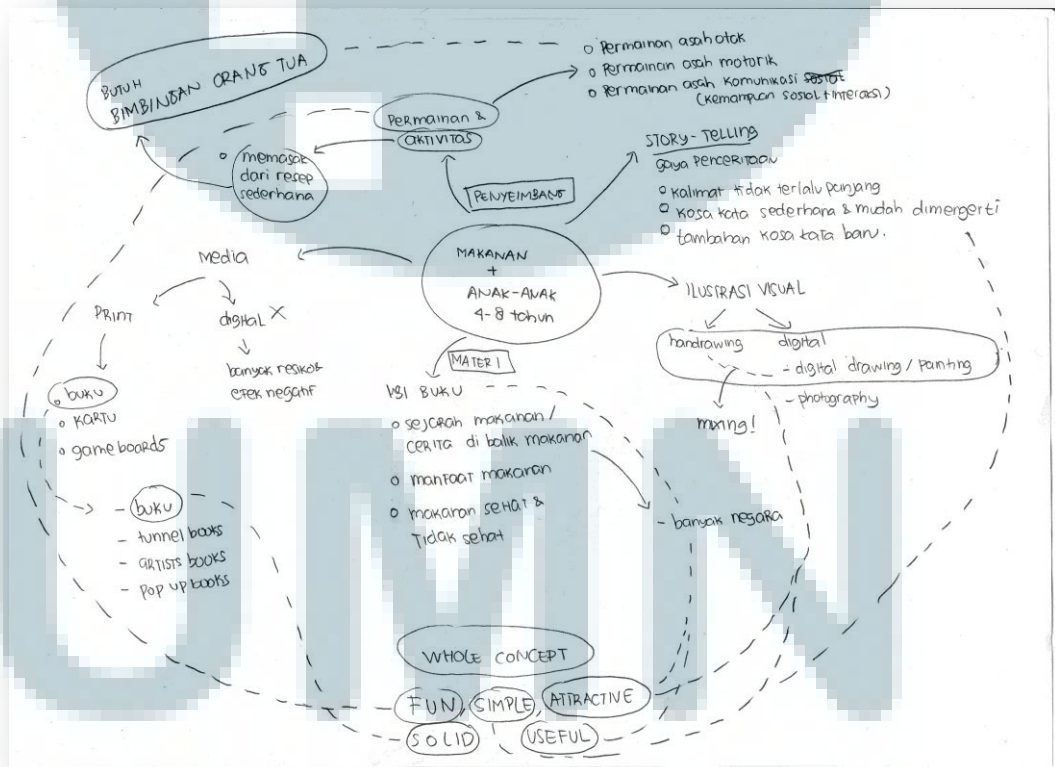 BUTUH
BIMBINGAN ORANG TUA
Permainan asah otak
Permainan asah motorik
Permainan asah komunikasi
(kemampuan sosial + interaksi)
Permainan &
AKTIVITAS
memasak
dari resep
sederhana
PENYEIMBANG
STORY-TELLING
gaya PENCERITAAN
kalimat tidak terlalu panjang
kosa kata sederhana & mudah dimengerti
tambahan kosa kata baru.
MAKANAN
+
ANAK-ANAK
4-8 tahun
Media
PRINT
digital X
banyak resiko &
efek negatif
buku
KARTU
game boards
- buku
- tunnel books
- ARTISTS books
- pop up books
MATERI
ISI BUKU
sejarah makanan /
CERITA di balik makanan
manfaat makanan
makanan sehat &
Tidak sehat
- banyak negara
ILUSTRASI VISUAL
handrawing digital
- digital drawing / painting
- photography
mixing!
WHOLE CONCEPT
FUN, SIMPLE, ATTRACTIVE
SOLID USEFUL
UMN